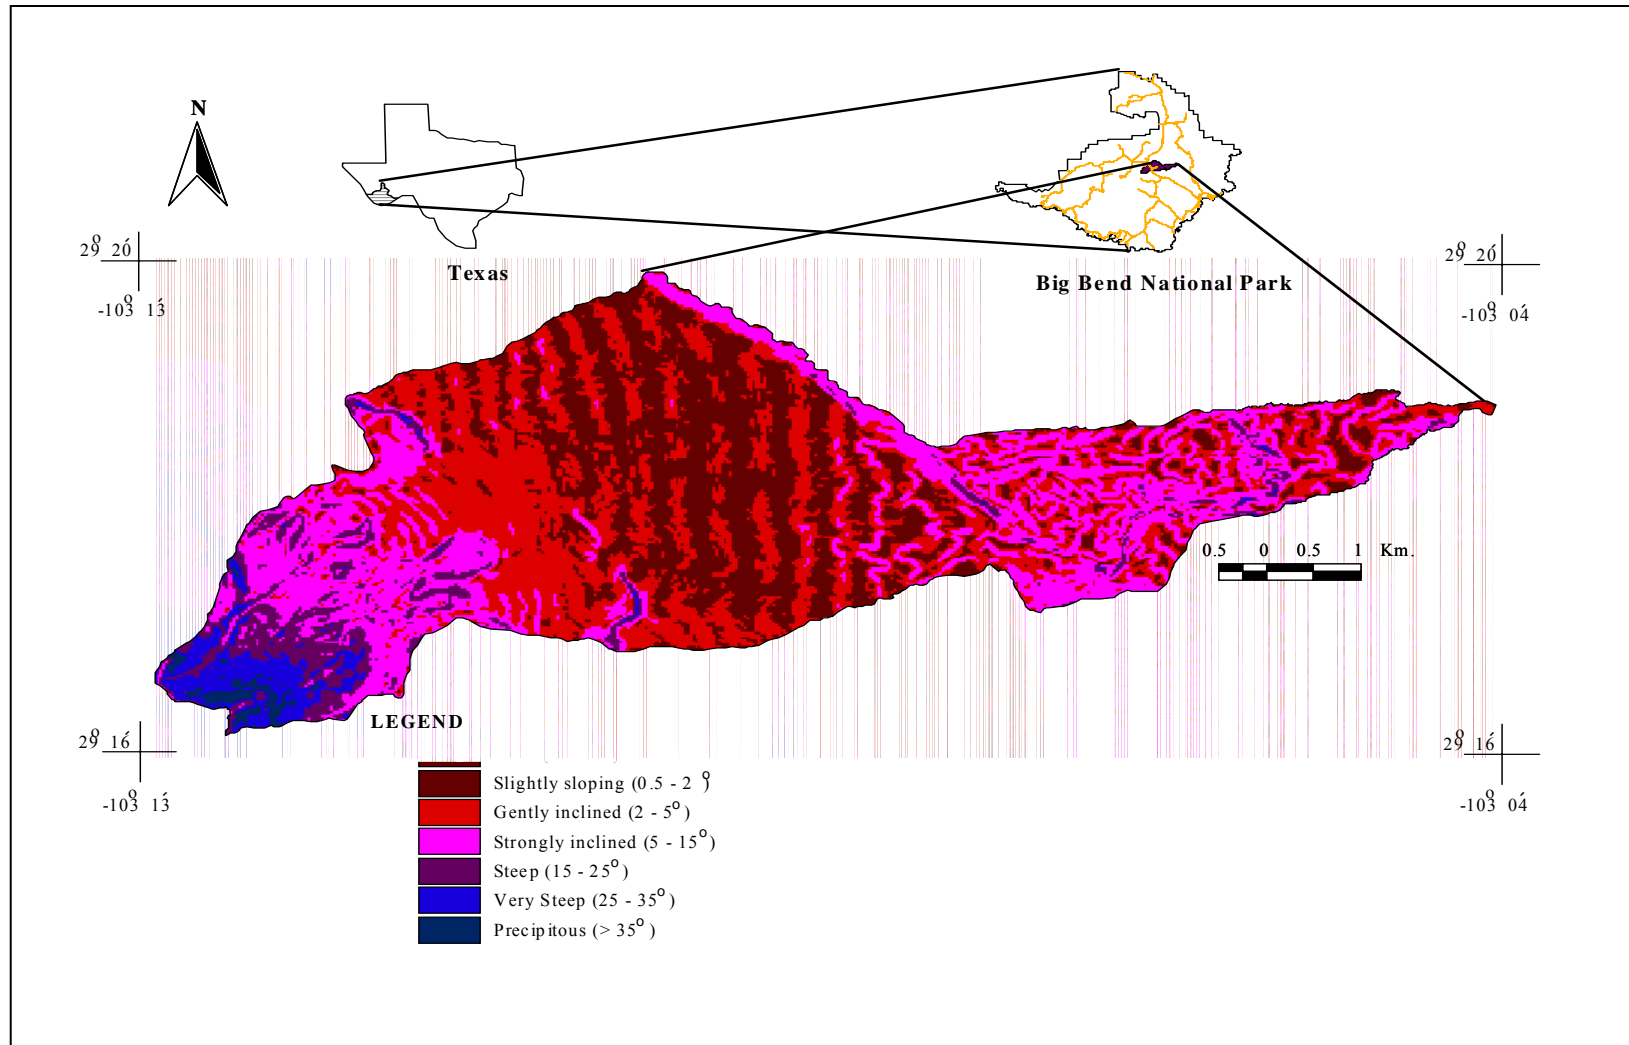 N
Texas
Big Bend National Park
29° 20´
-103° 13´
29° 20´
-103° 04´
0.5 0 0.5 1 Km.
LEGEND
29° 16´
-103° 13´
29° 16´
-103° 04´
Slightly sloping (0.5 - 2°)
Gently inclined (2 - 5°)
Strongly inclined (5 - 15°)
Steep (15 - 25°)
Very Steep (25 - 35°)
Precipitous (> 35°)